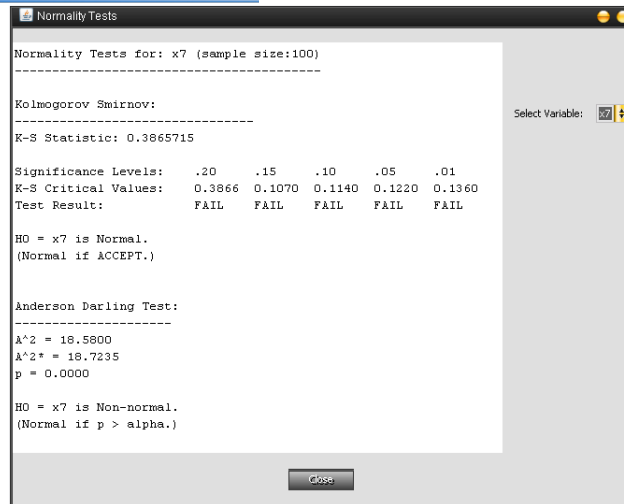 Normality Tests
Normality Tests for: x7 (sample size:100)
----------------------------------------
Kolmogorov Smirnov:
-------------------------------
K-S Statistic: 0.3865715
Significance Levels: .20 .15 .10 .05 .01
K-S Critical Values: 0.3866 0.1070 0.1140 0.1220 0.1360
Test Result: FAIL FAIL FAIL FAIL FAIL
HO = x7 is Normal.
(Normal if ACCEPT.)
Anderson Darling Test:
--------------------
A^2 = 18.5800
A^2* = 18.7235
p = 0.0000
HO = x7 is Non-normal.
(Normal if p > alpha.)
Select Variable: x7
Close